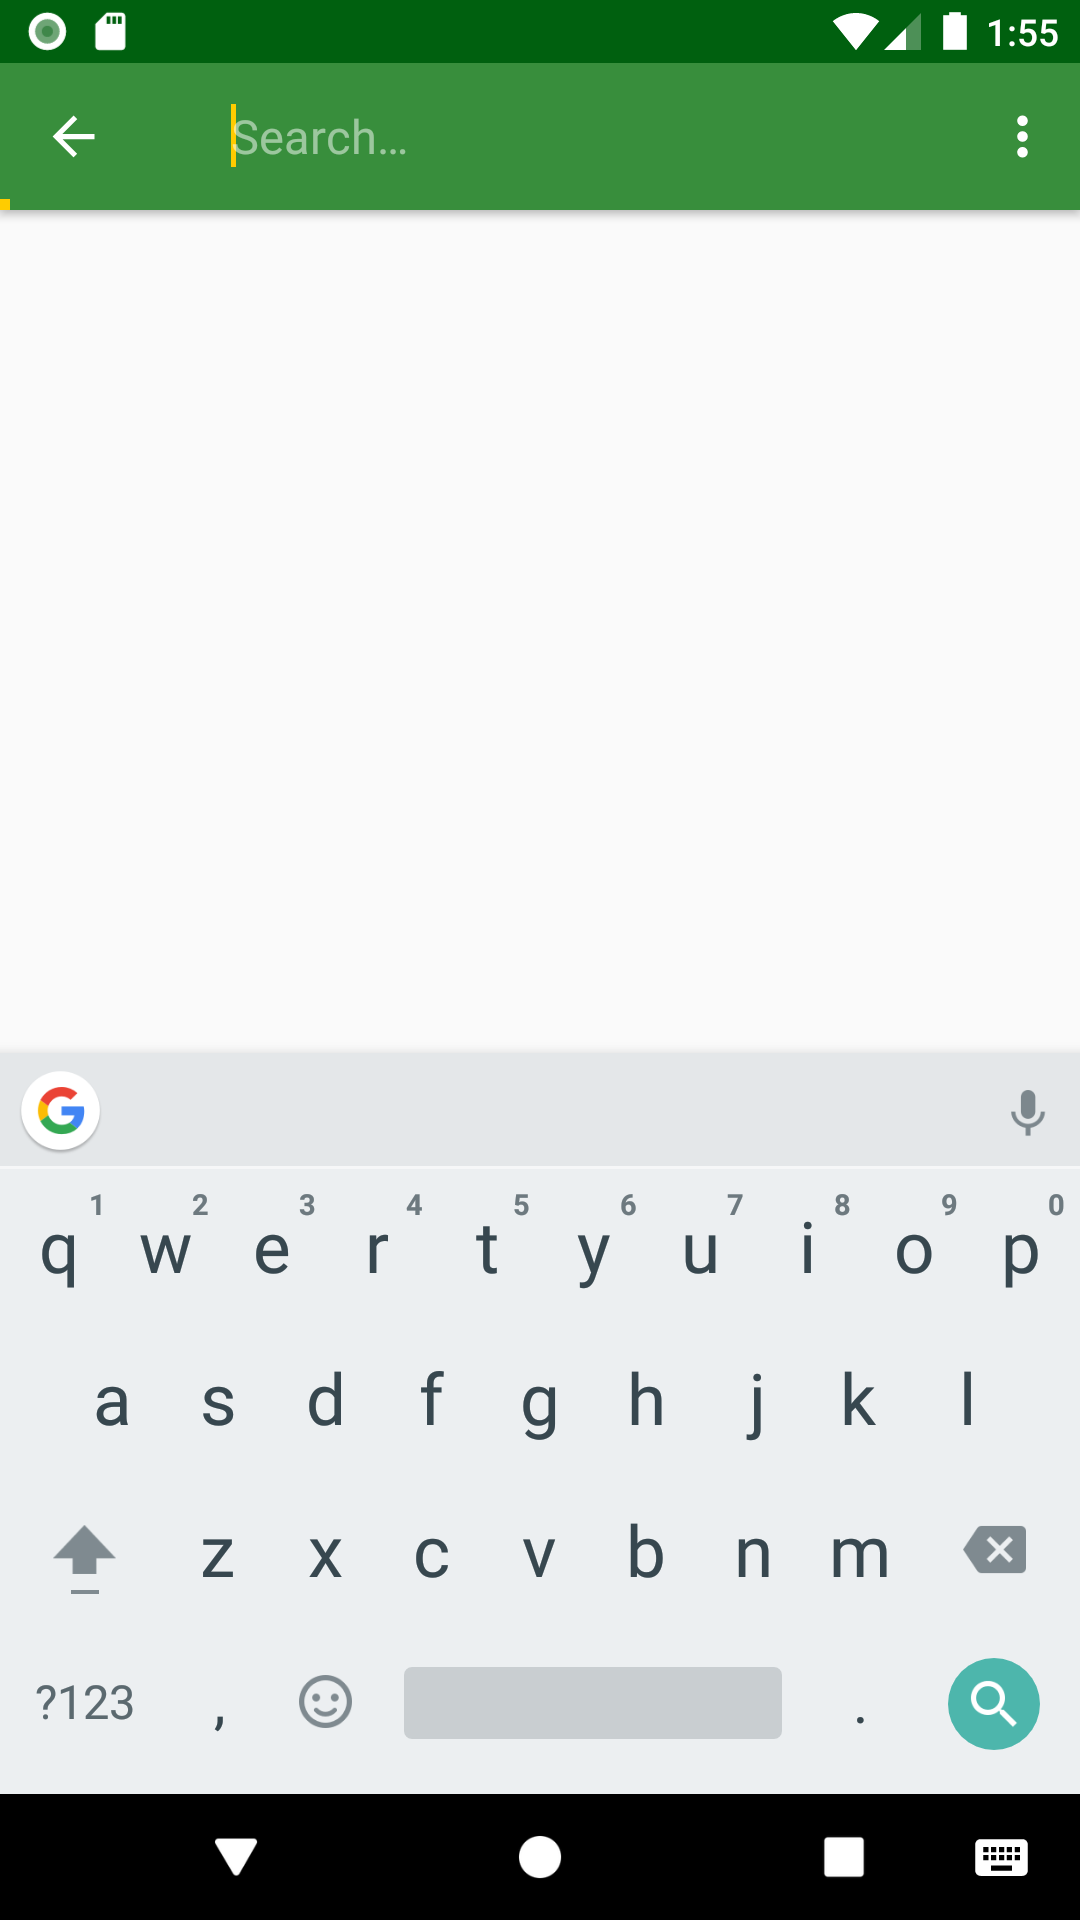 1:55
Search…
1 2 3 4 5 6 7 8 9 0
q w e r t y u i o p
a s d f g h j k l
z x c v b n m
?123 , .